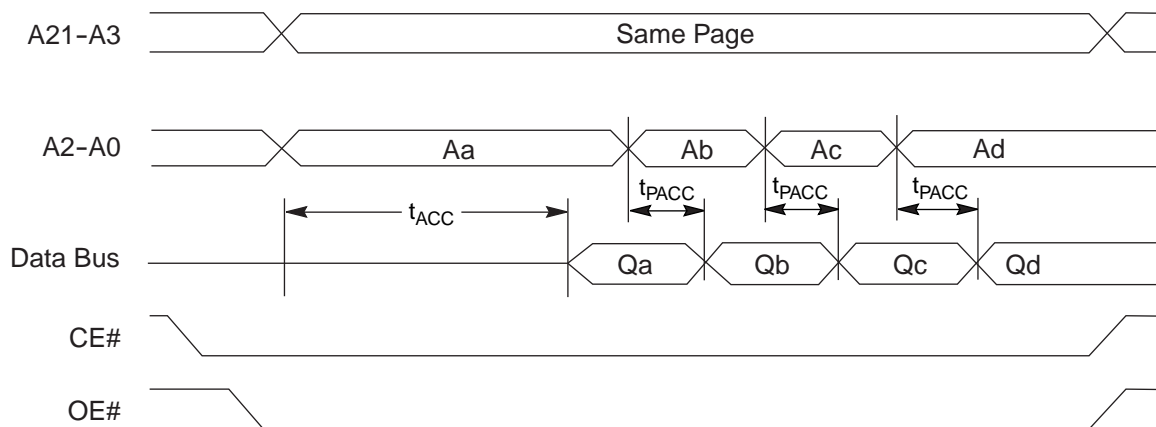 A21-A3
Same Page
A2-A0
Aa
Ab
Ac
Ad
tACC
tPACC
tPACC
tPACC
Data Bus
Qa
Qb
Qc
Qd
CE#
OE#